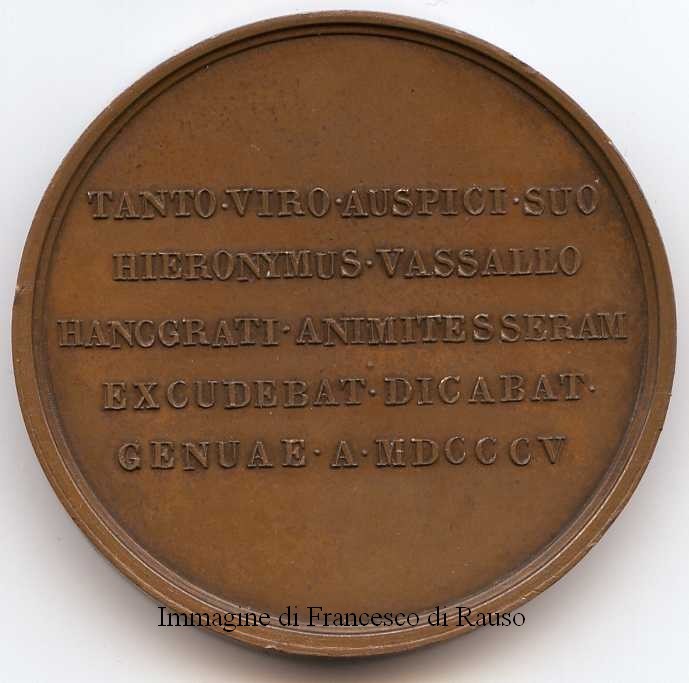 TANTO·VIRO·AUSPICI·SUO
HIERONYMUS·VASSALLO
HANCGRATI·ANIMITESSERAM
EXCUDEBAT·DICABAT·
GENUAE·A·MDCCCV
Immagine di Francesco di Rauso